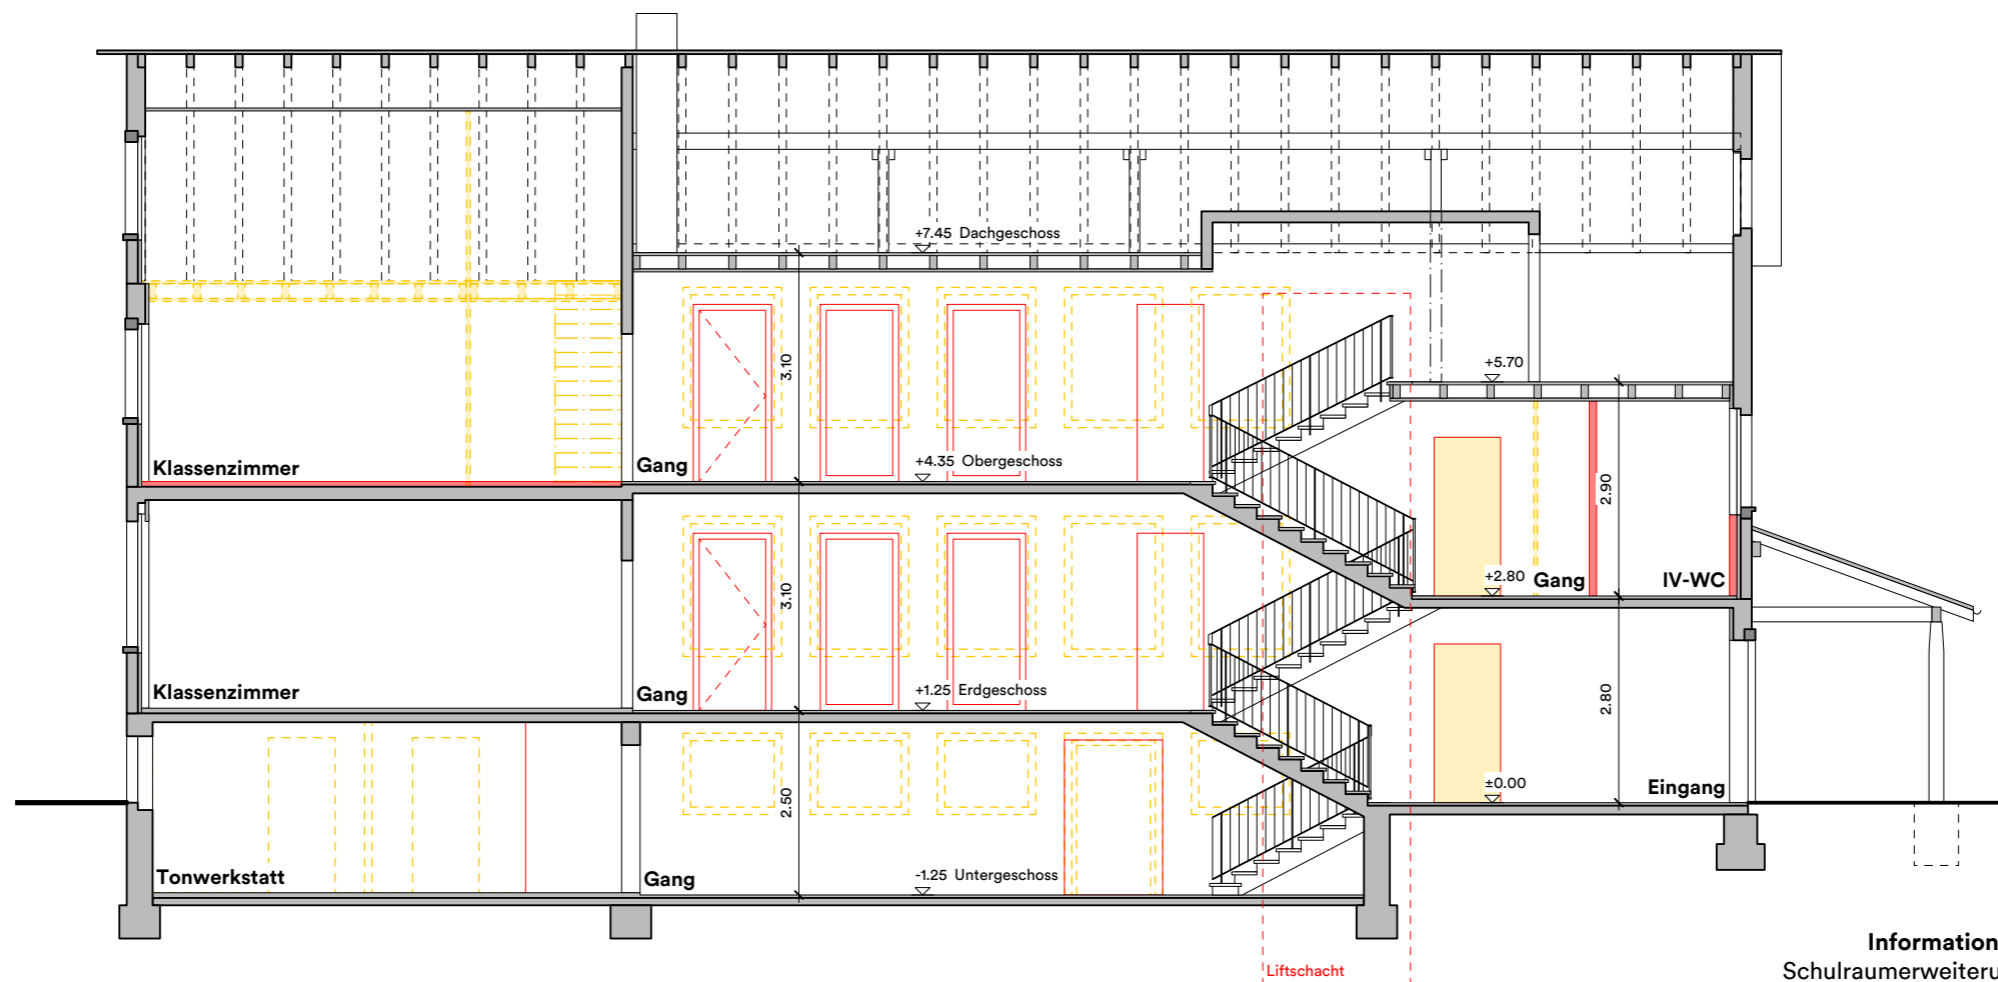 +7.45 Dachgeschoss
3.10
+5.70
Klassenzimmer
Gang
+4.35 Obergeschoss
2.90
3.10
+2.80
Gang
IV-WC
Klassenzimmer
Gang
+1.25 Erdgeschoss
2.80
2.50
±0.00
Eingang
Tonwerkstatt
Gang
-1.25 Untergeschoss
Liftschacht
Information
Schulraumerweiteru